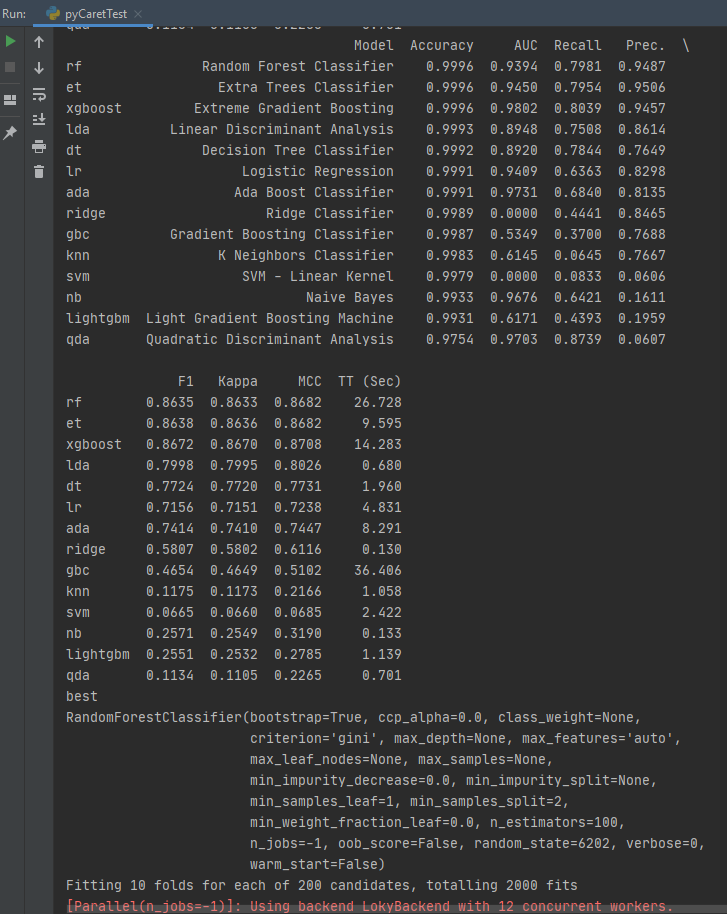 Run: pyCaretTest
qda 0.1134 0.1105 0.2265 0.701
Model Accuracy AUC Recall Prec. \
rf Random Forest Classifier 0.9996 0.9394 0.7981 0.9487
et Extra Trees Classifier 0.9996 0.9450 0.7954 0.9506
xgboost Extreme Gradient Boosting 0.9996 0.9802 0.8039 0.9457
lda Linear Discriminant Analysis 0.9993 0.8948 0.7508 0.8614
dt Decision Tree Classifier 0.9992 0.8920 0.7844 0.7649
lr Logistic Regression 0.9991 0.9409 0.6363 0.8298
ada Ada Boost Classifier 0.9991 0.9731 0.6840 0.8135
ridge Ridge Classifier 0.9989 0.0000 0.4441 0.8465
gbc Gradient Boosting Classifier 0.9987 0.5349 0.3700 0.7688
knn K Neighbors Classifier 0.9983 0.6145 0.0645 0.7667
svm SVM - Linear Kernel 0.9979 0.0000 0.0833 0.0606
nb Naive Bayes 0.9933 0.9676 0.6421 0.1611
lightgbm Light Gradient Boosting Machine 0.9931 0.6171 0.4393 0.1959
qda Quadratic Discriminant Analysis 0.9754 0.9703 0.8739 0.0607
F1 Kappa MCC TT (Sec)
rf 0.8635 0.8633 0.8682 26.728
et 0.8638 0.8636 0.8682 9.595
xgboost 0.8672 0.8670 0.8708 14.283
lda 0.7998 0.7995 0.8026 0.680
dt 0.7724 0.7720 0.7731 1.960
lr 0.7156 0.7151 0.7238 4.831
ada 0.7414 0.7410 0.7447 8.291
ridge 0.5807 0.5802 0.6116 0.130
gbc 0.4654 0.4649 0.5102 36.406
knn 0.1175 0.1173 0.2166 1.058
svm 0.0665 0.0660 0.0685 2.422
nb 0.2571 0.2549 0.3190 0.133
lightgbm 0.2551 0.2532 0.2785 1.139
qda 0.1134 0.1105 0.2265 0.701
best
RandomForestClassifier(bootstrap=True, ccp_alpha=0.0, class_weight=None,
criterion='gini', max_depth=None, max_features='auto',
max_leaf_nodes=None, max_samples=None,
min_impurity_decrease=0.0, min_impurity_split=None,
min_samples_leaf=1, min_samples_split=2,
min_weight_fraction_leaf=0.0, n_estimators=100,
n_jobs=-1, oob_score=False, random_state=6202, verbose=0,
warm_start=False)
Fitting 10 folds for each of 200 candidates, totalling 2000 fits
[Parallel(n_jobs=-1)]: Using backend LokyBackend with 12 concurrent workers.